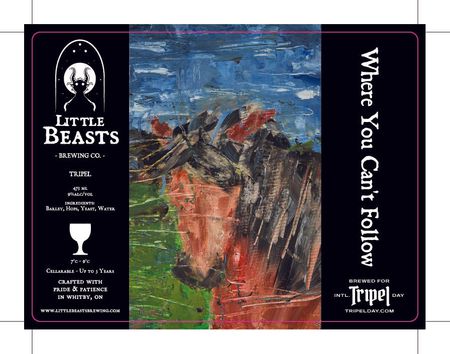 Little
Beasts
- Brewing Co. -
Tripel
473 ml
9%alc/vol
Ingredients:
Barley, Hops, Yeast, Water
7°C - 9°C
Cellarable - Up to 3 Years
Crafted with
pride & patience
in Whitby, ON
www.littlebeastsbrewing.com
Where You Can't Follow
BREWED FOR
INTL. Tripel DAY
TRIPELDAY.COM